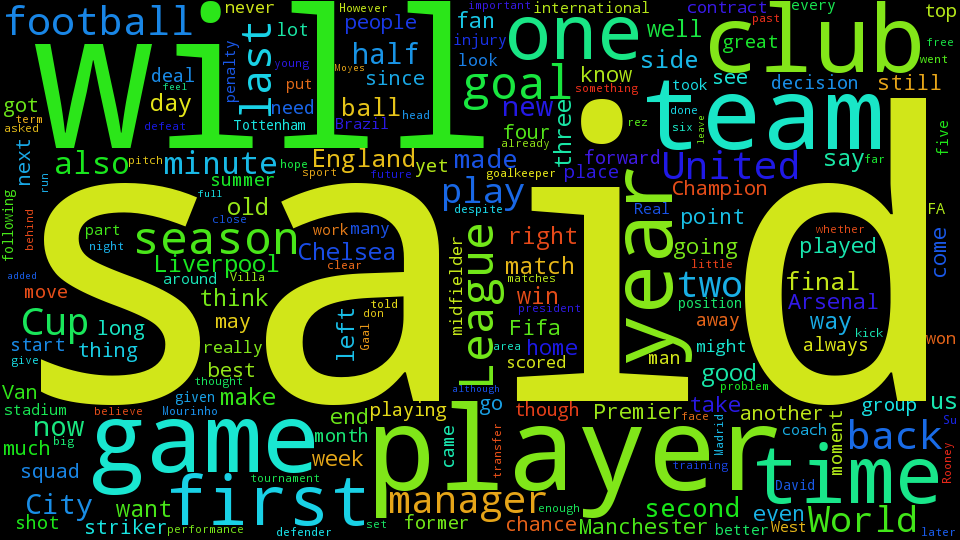 football
will
never
However
important
international
contract
every
past
top
lot
people
fan
one
well
club
great
free
went
last
half
injury
look
side
deal
feel
young
penalty
Moyes
since
goal
know
took
see
decision
still
got
term
asked
day
put
need
ball
head
new
something
team
done
six
leave
defeat
Tottenham
Brazil
four
already
three
rez
five
next
run
also
pitch
minute
hope
England
sport
yet
future
made
goalkeeper
place
forward
United
say
far
summer
full
play
despite
Champion
Real
point
FA
following
behind
part
night
old
close
work
many
said
year
whether
played
come
season
Chelsea
right
going
little
added
Liverpool
Villa
around
clear
midfielder
League
match
matches
two
position
final
Arsenal
move
think
told
don
Gaal
left
win
president
way
kick
Cup
long
may
Fifa
away
won
start
thing
really
area
home
scored
man
might
always
give
best
thought
although
good
problem
Van
stadium
believe
Mourinho
given
make
end
playing
go
though
Premier
face
take
another
group
us
Su
now
much
big
game
month
came
player
transfer
Madrid
moment
coach
back
Rooney
squad
week
tournament
training
David
time
City
first
manager
want
set
former
enough
chance
second
even
World
shot
striker
performance
defender
Manchester
better
West
later